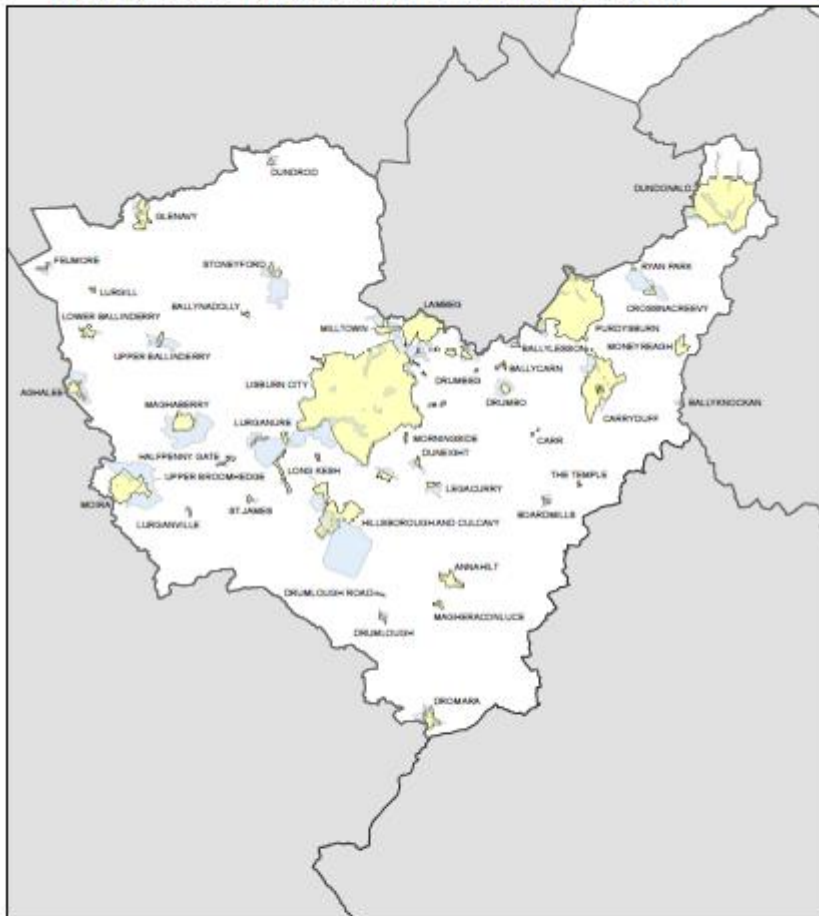 DUNDROD
DUNDONALD
GLENAVY
FEUMORE
STONEYFORD
RYAN PARK
LURGILL
CROSSNACREEVY
LAMBEG
BALLYNADOLLY
LOWER BALLINDERRY
MILLTOWN
PURDYSBURN
UPPER BALLINDERRY
BALLYLESSON
MONEYREAGH
BALLYCARN
DRUMBEG
LISBURN CITY
AGHALEE
DRUMBO
MAGHABERRY
CARRYDUFF
BALLYKNOCKAN
LURGANURE
MORNINGSIDE
CARR
HALFPENNY GATE
DUNEIGHT
LONG KESH
UPPER BROOMHEDGE
THE TEMPLE
LEGACURRY
MOIRA
ST.JAMES
BOARDMILLS
LURGANVILLE
HILLSBOROUGH AND CULCAVY
ANNAHILT
DRUMLOUGH ROAD
MAGHERACONLUCE
DRUMLOUGH
DROMARA